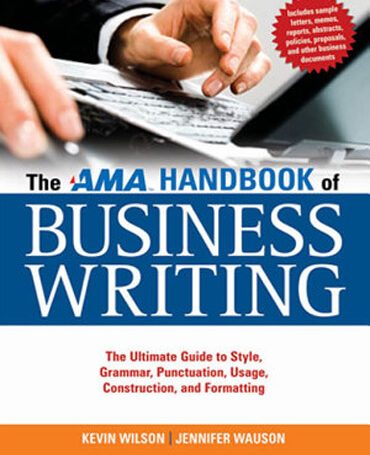 Includes sample
letters, memos,
reports, abstracts,
policies, proposals,
and other business
documents
The AMA HANDBOOK of
BUSINESS
WRITING
The Ultimate Guide to Style,
Grammar, Punctuation, Usage,
Construction, and Formatting
KEVIN WILSON | JENNIFER WAUSON